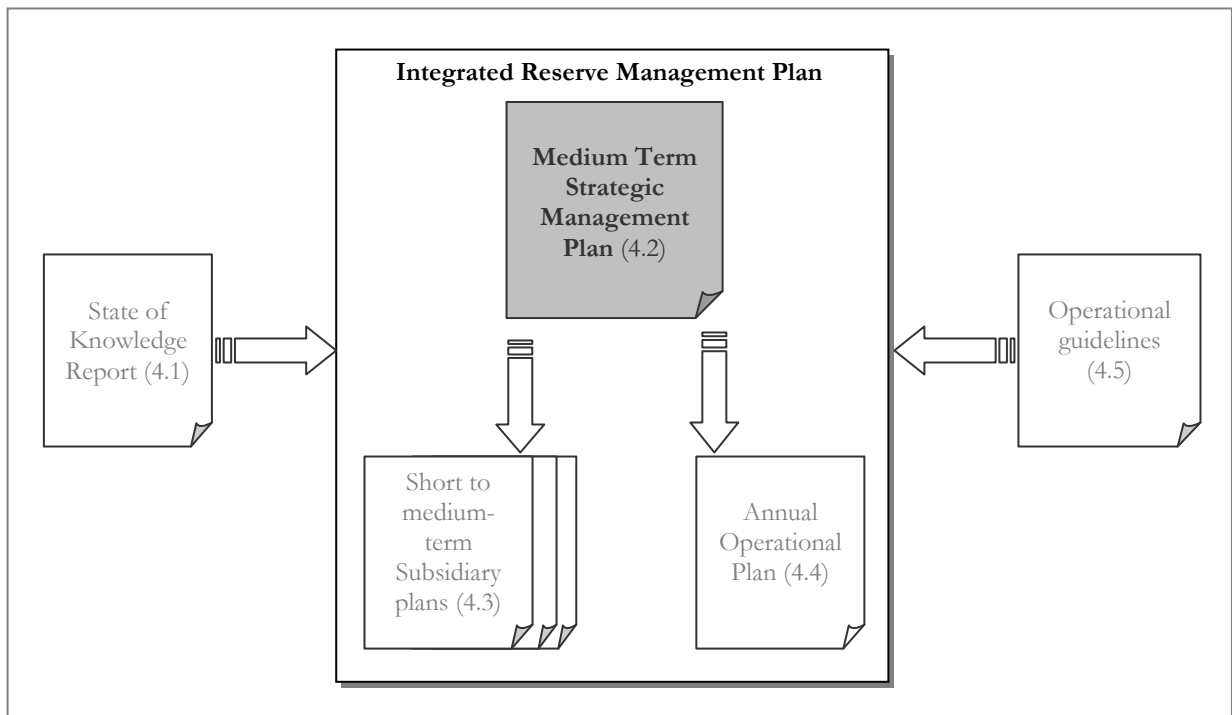 Integrated Reserve Management Plan
Medium Term
Strategic
Management
Plan (4.2)
State of
Knowledge
Report (4.1)
Operational
guidelines
(4.5)
Short to
medium-
term
Subsidiary
plans (4.3)
Annual
Operational
Plan (4.4)